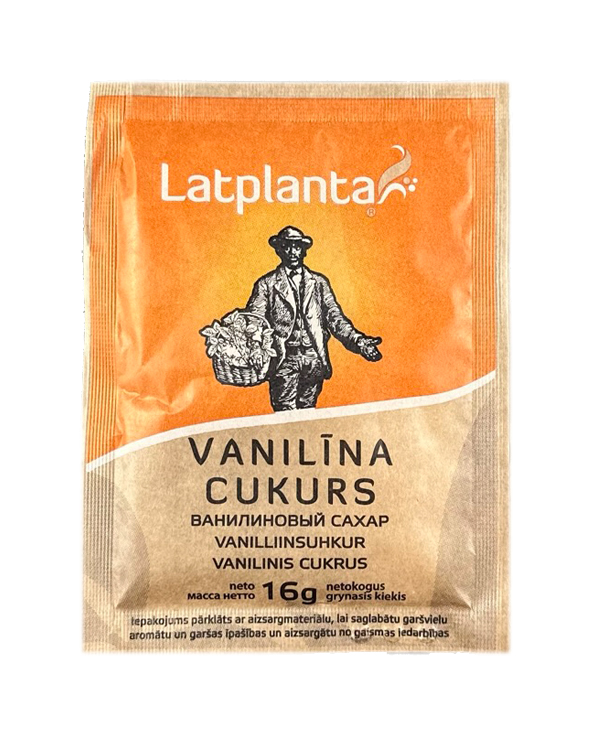 Latplanta
®
VANILĪNA
CUKURS
ВАНИЛИНОВЫЙ САХАР
VANILLIINSUHKUR
VANILINIS CUKRUS
neto
масса нетто 16g netokogus
grynasis kiekis
Iepakojums pārklāts ar aizsargmateriālu, lai saglabātu garšvielu
aromātu un garšas īpašības un aizsargātu no gaismas iedarbības